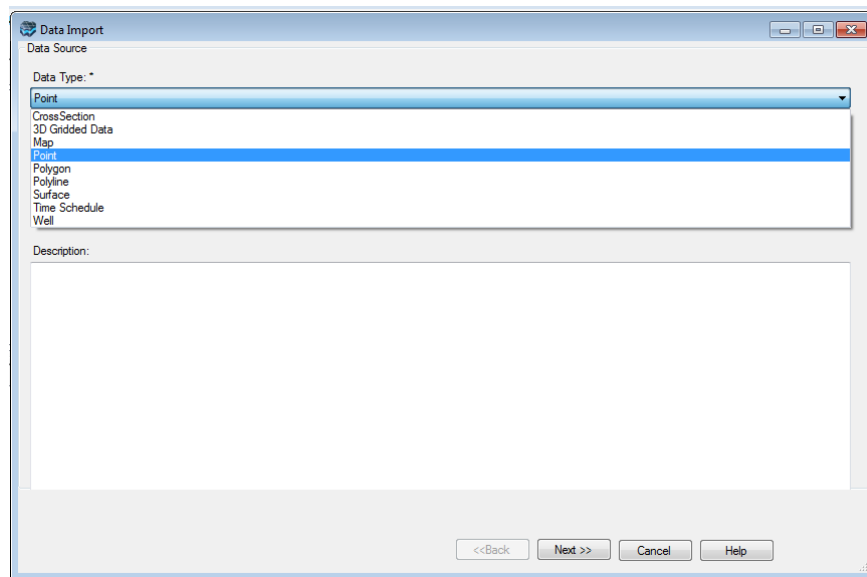 Data Import
Data Source
Data Type: *
Point
CrossSection
3D Gridded Data
Map
Point
Polygon
Polyline
Surface
Time Schedule
Well
Description:
<<Back Next >> Cancel Help